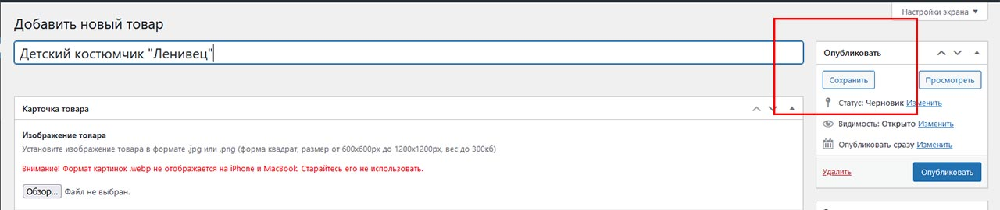 Настройки экрана ▼
Добавить новый товар
Детский костюмчик "Ленивец"
Опубликовать
Сохранить
Просмотреть
Статус: Черновик Изменить
Видимость: Открыто Изменить
Опубликовать сразу Изменить
Удалить
Опубликовать
Карточка товара
Изображение товара
Установите изображение товара в формате .jpg или .png (форма квадрат, размер от 600x600px до 1200x1200px, вес до 300кб)
Внимание! Формат картинок .webp не отображается на iPhone и MacBook. Старайтесь его не использовать.
Обзор... Файл не выбран.